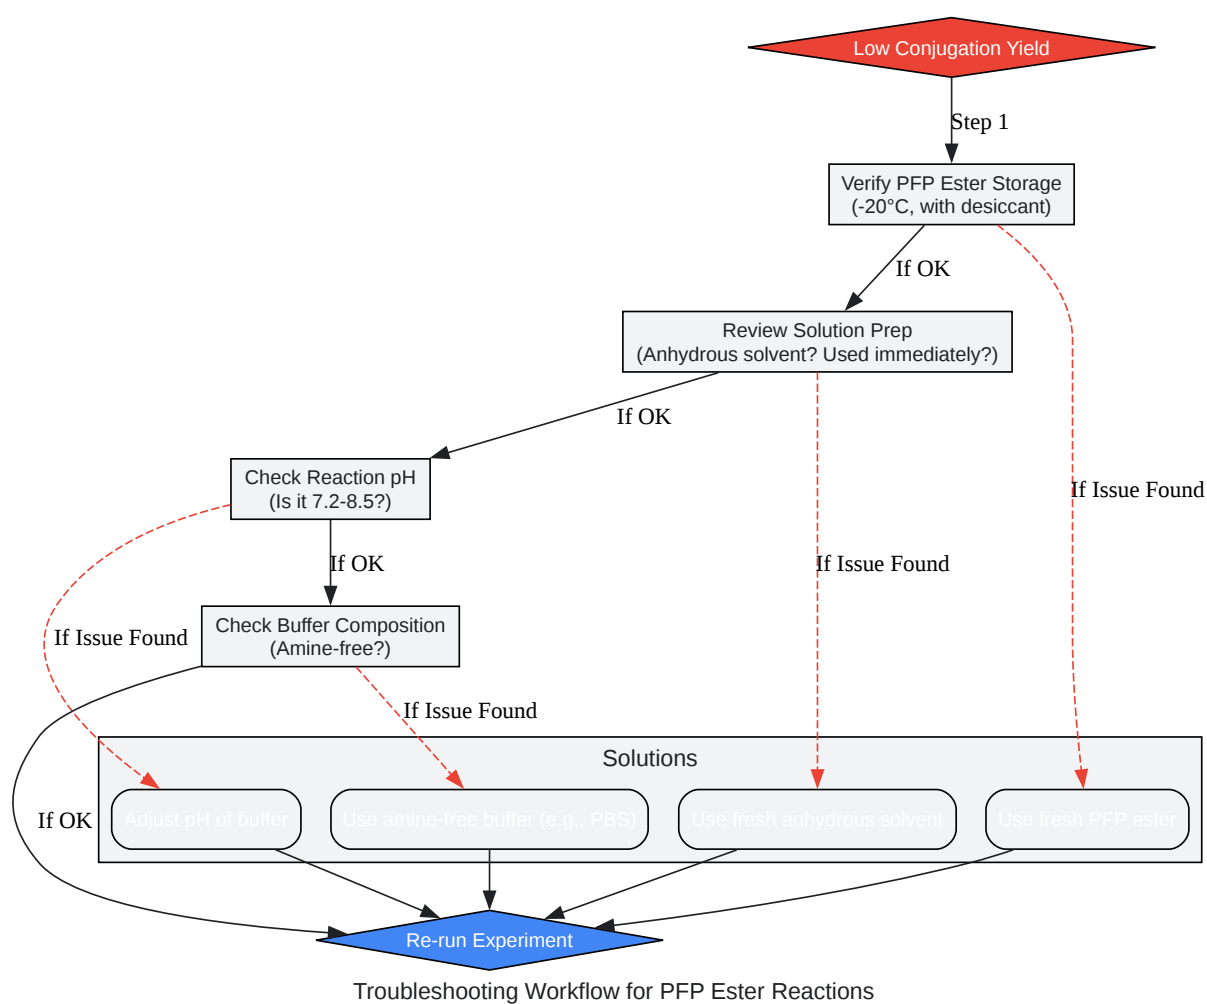 Low Conjugation Yield
Step 1
Verify PFP Ester Storage
(-20°C, with desiccant)
If OK
Review Solution Prep
(Anhydrous solvent? Used immediately?)
If OK
Check Reaction pH
(Is it 7.2-8.5?)
If Issue Found
If OK
If Issue Found
Check Buffer Composition
(Amine-free?)
If Issue Found
If Issue Found
Solutions
Adjust pH of buffer
Use amine-free buffer (e.g., PBS)
Use fresh anhydrous solvent
Use fresh PFP ester
If OK
Re-run Experiment
Troubleshooting Workflow for PFP Ester Reactions